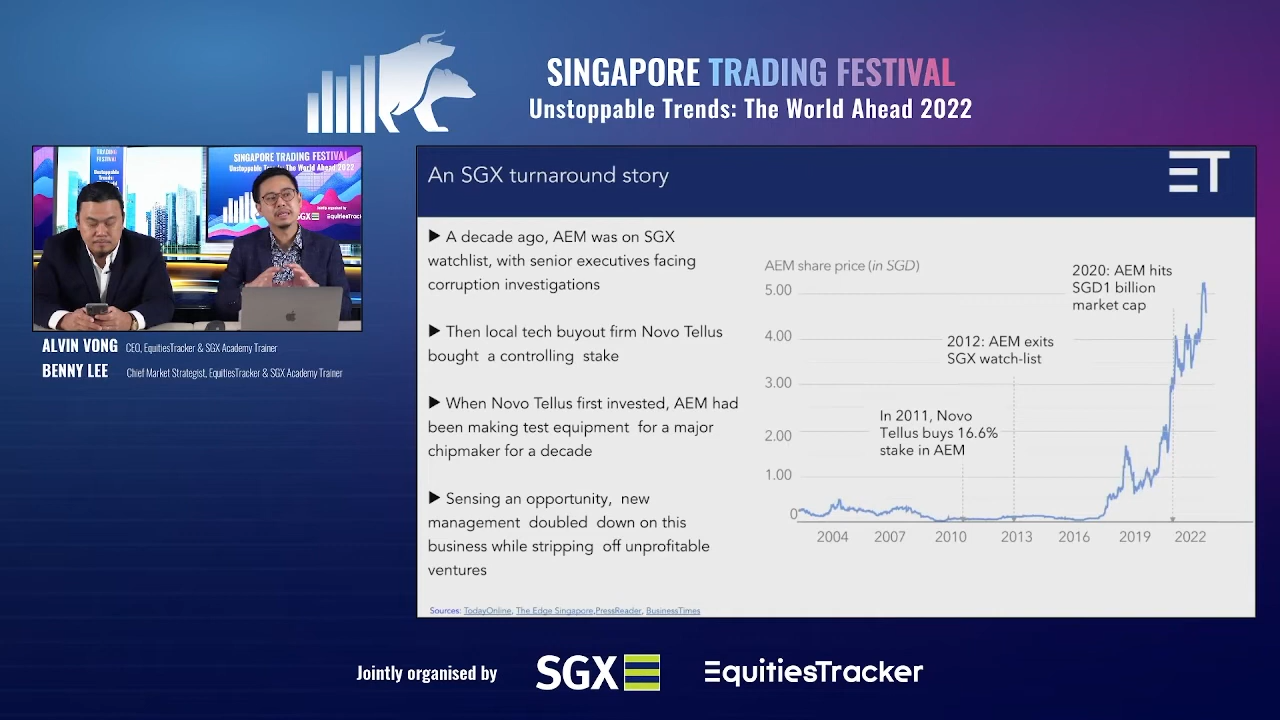 SINGAPORE TRADING FESTIVAL
Unstoppable Trends: The World Ahead 2022
TRADING
FESTIVAL
Unstoppable
Trends:
SINGAPORE TRADING FESTIVAL
Unstoppable Trends: The World Ahead 2022
SGX EquitiesTracker
ALVIN VONG CEO, EquitiesTracker & SGX Academy Trainer
BENNY LEE Chief Market Strategist, EquitiesTracker & SGX Academy Trainer
An SGX turnaround story
ET
▶ A decade ago, AEM was on SGX
watchlist, with senior executives facing
corruption investigations
▶ Then local tech buyout firm Novo Tellus
bought a controlling stake
▶ When Novo Tellus first invested, AEM had
been making test equipment for a major
chipmaker for a decade
▶ Sensing an opportunity, new
management doubled down on this
business while stripping off unprofitable
ventures
Sources: TodayOnline, The Edge Singapore,PressReader, BusinessTimes
AEM share price (in SGD)
5.00
4.00
3.00
2.00
1.00
0
In 2011, Novo
Tellus buys 16.6%
stake in AEM
2012: AEM exits
SGX watch-list
2020: AEM hits
SGD1 billion
market cap
2004 2007 2010 2013 2016 2019 2022
Jointly organised by SGX EquitiesTracker